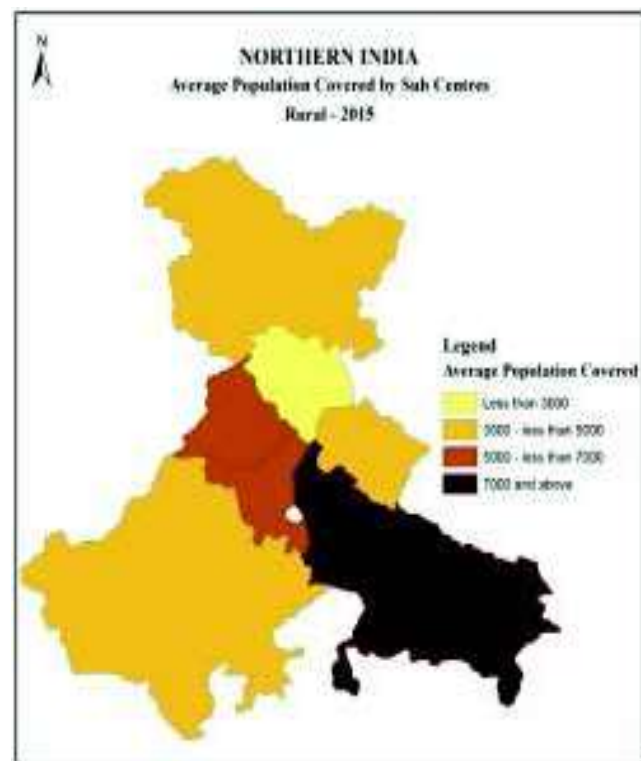 N
NORTHERN INDIA
Average Population Covered by Sub Centres
Rural - 2015
Legend
Average Population Covered
Less than 3000
3000 - less than 5000
5000 - less than 7000
7000 and above